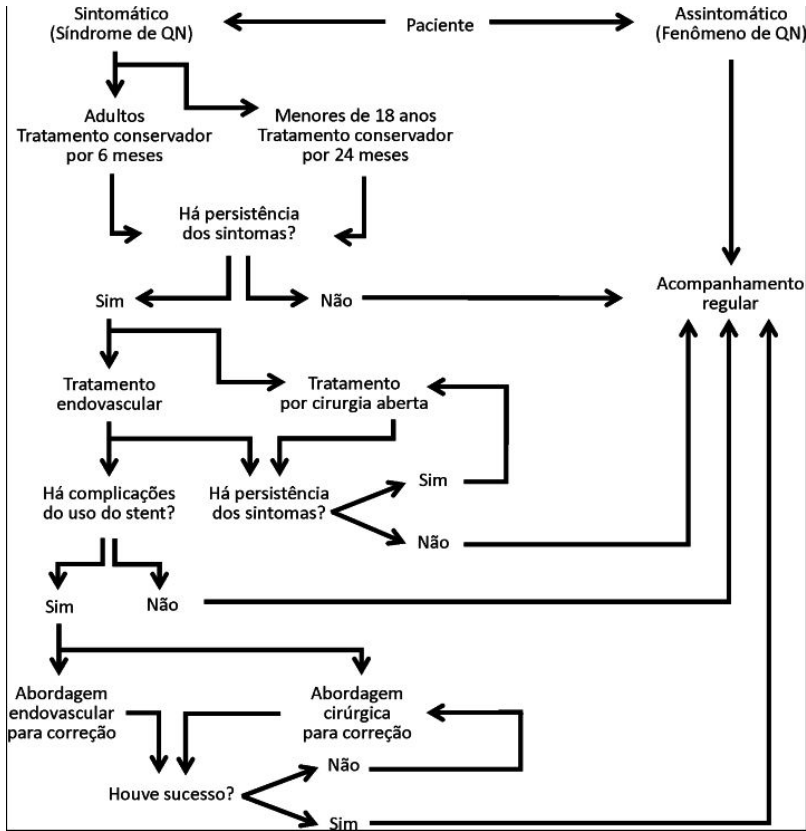 Sintomático
(Síndrome de QN)
Paciente
Assintomático
(Fenômeno de QN)
Adultos
Tratamento conservador
por 6 meses
Menores de 18 anos
Tratamento conservador
por 24 meses
Há persistência
dos sintomas?
Sim
Não
Acompanhamento
regular
Tratamento
endovascular
Tratamento
por cirurgia aberta
Há complicações
do uso do stent?
Há persistência
dos sintomas?
Sim
Não
Sim
Não
Abordagem
endovascular
para correção
Abordagem
cirúrgica
para correção
Houve sucesso?
Não
Sim